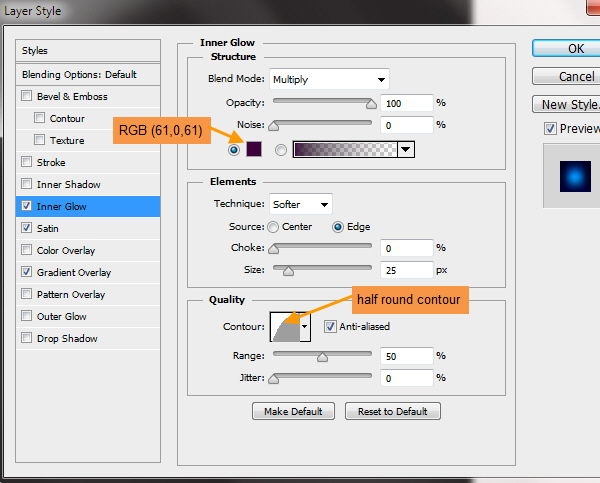 Layer Style
Styles
Blending Options: Default
Bevel & Emboss
Contour
Texture
Stroke
Inner Shadow
Inner Glow
Satin
Color Overlay
Gradient Overlay
Pattern Overlay
Outer Glow
Drop Shadow
Inner Glow
Structure
Blend Mode: Multiply
Opacity: 100 %
Noise: 0 %
RGB (61,0,61)
Elements
Technique: Softer
Source: Center Edge
Choke: 0 %
Size: 25 px
Quality
half round contour
Contour: Anti-aliased
Range: 50 %
Jitter: 0 %
Make Default Reset to Default
OK
Cancel
New Style...
Preview